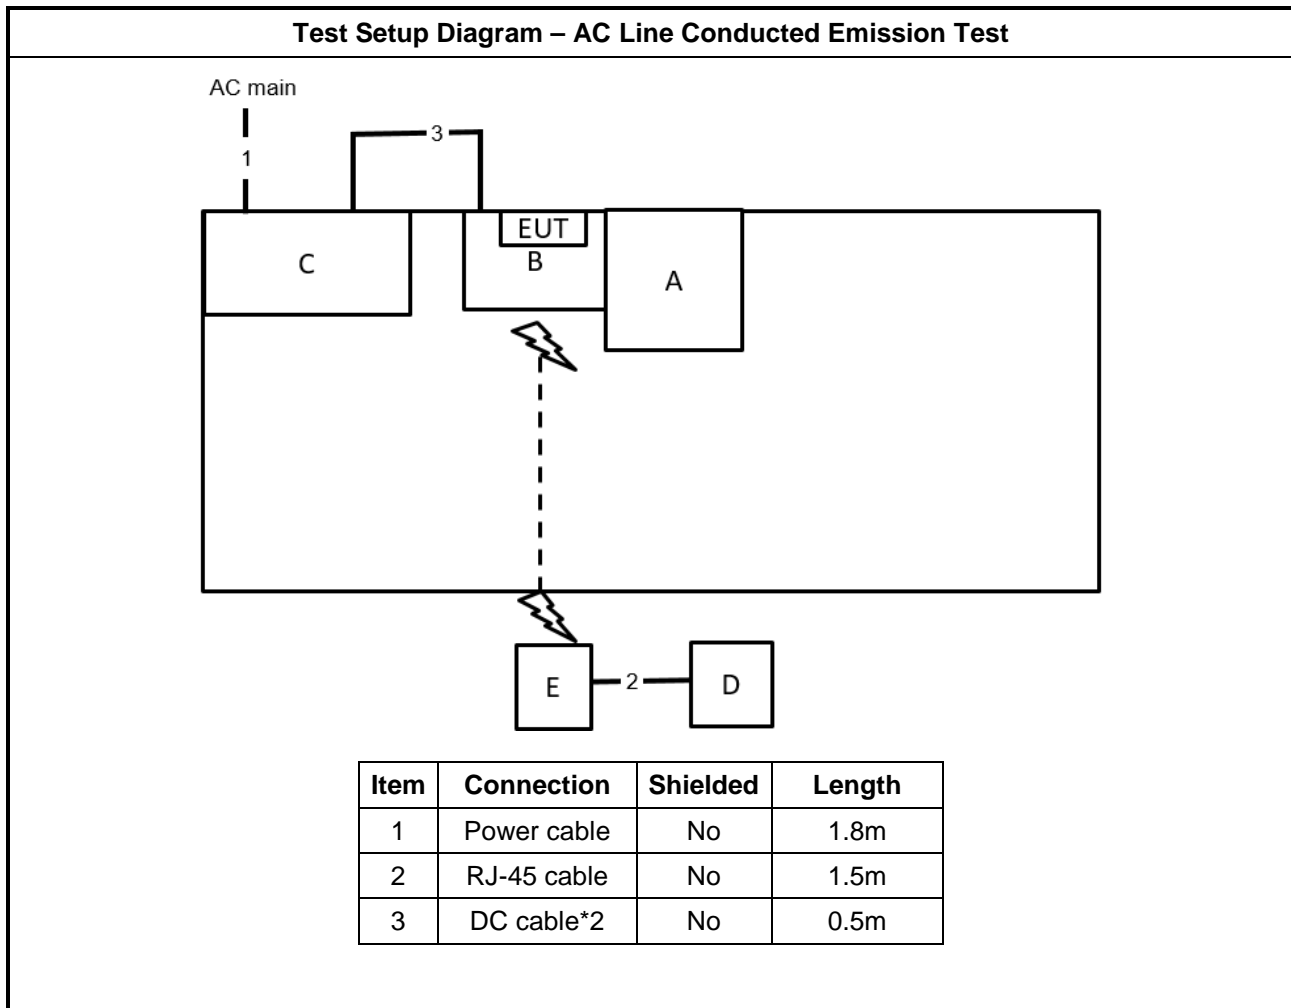 Test Setup Diagram – AC Line Conducted Emission Test
AC main
3
1
EUT
C
B
A
E
2
D
Item Connection Shielded Length
1 Power cable No 1.8m
2 RJ-45 cable No 1.5m
3 DC cable*2 No 0.5m